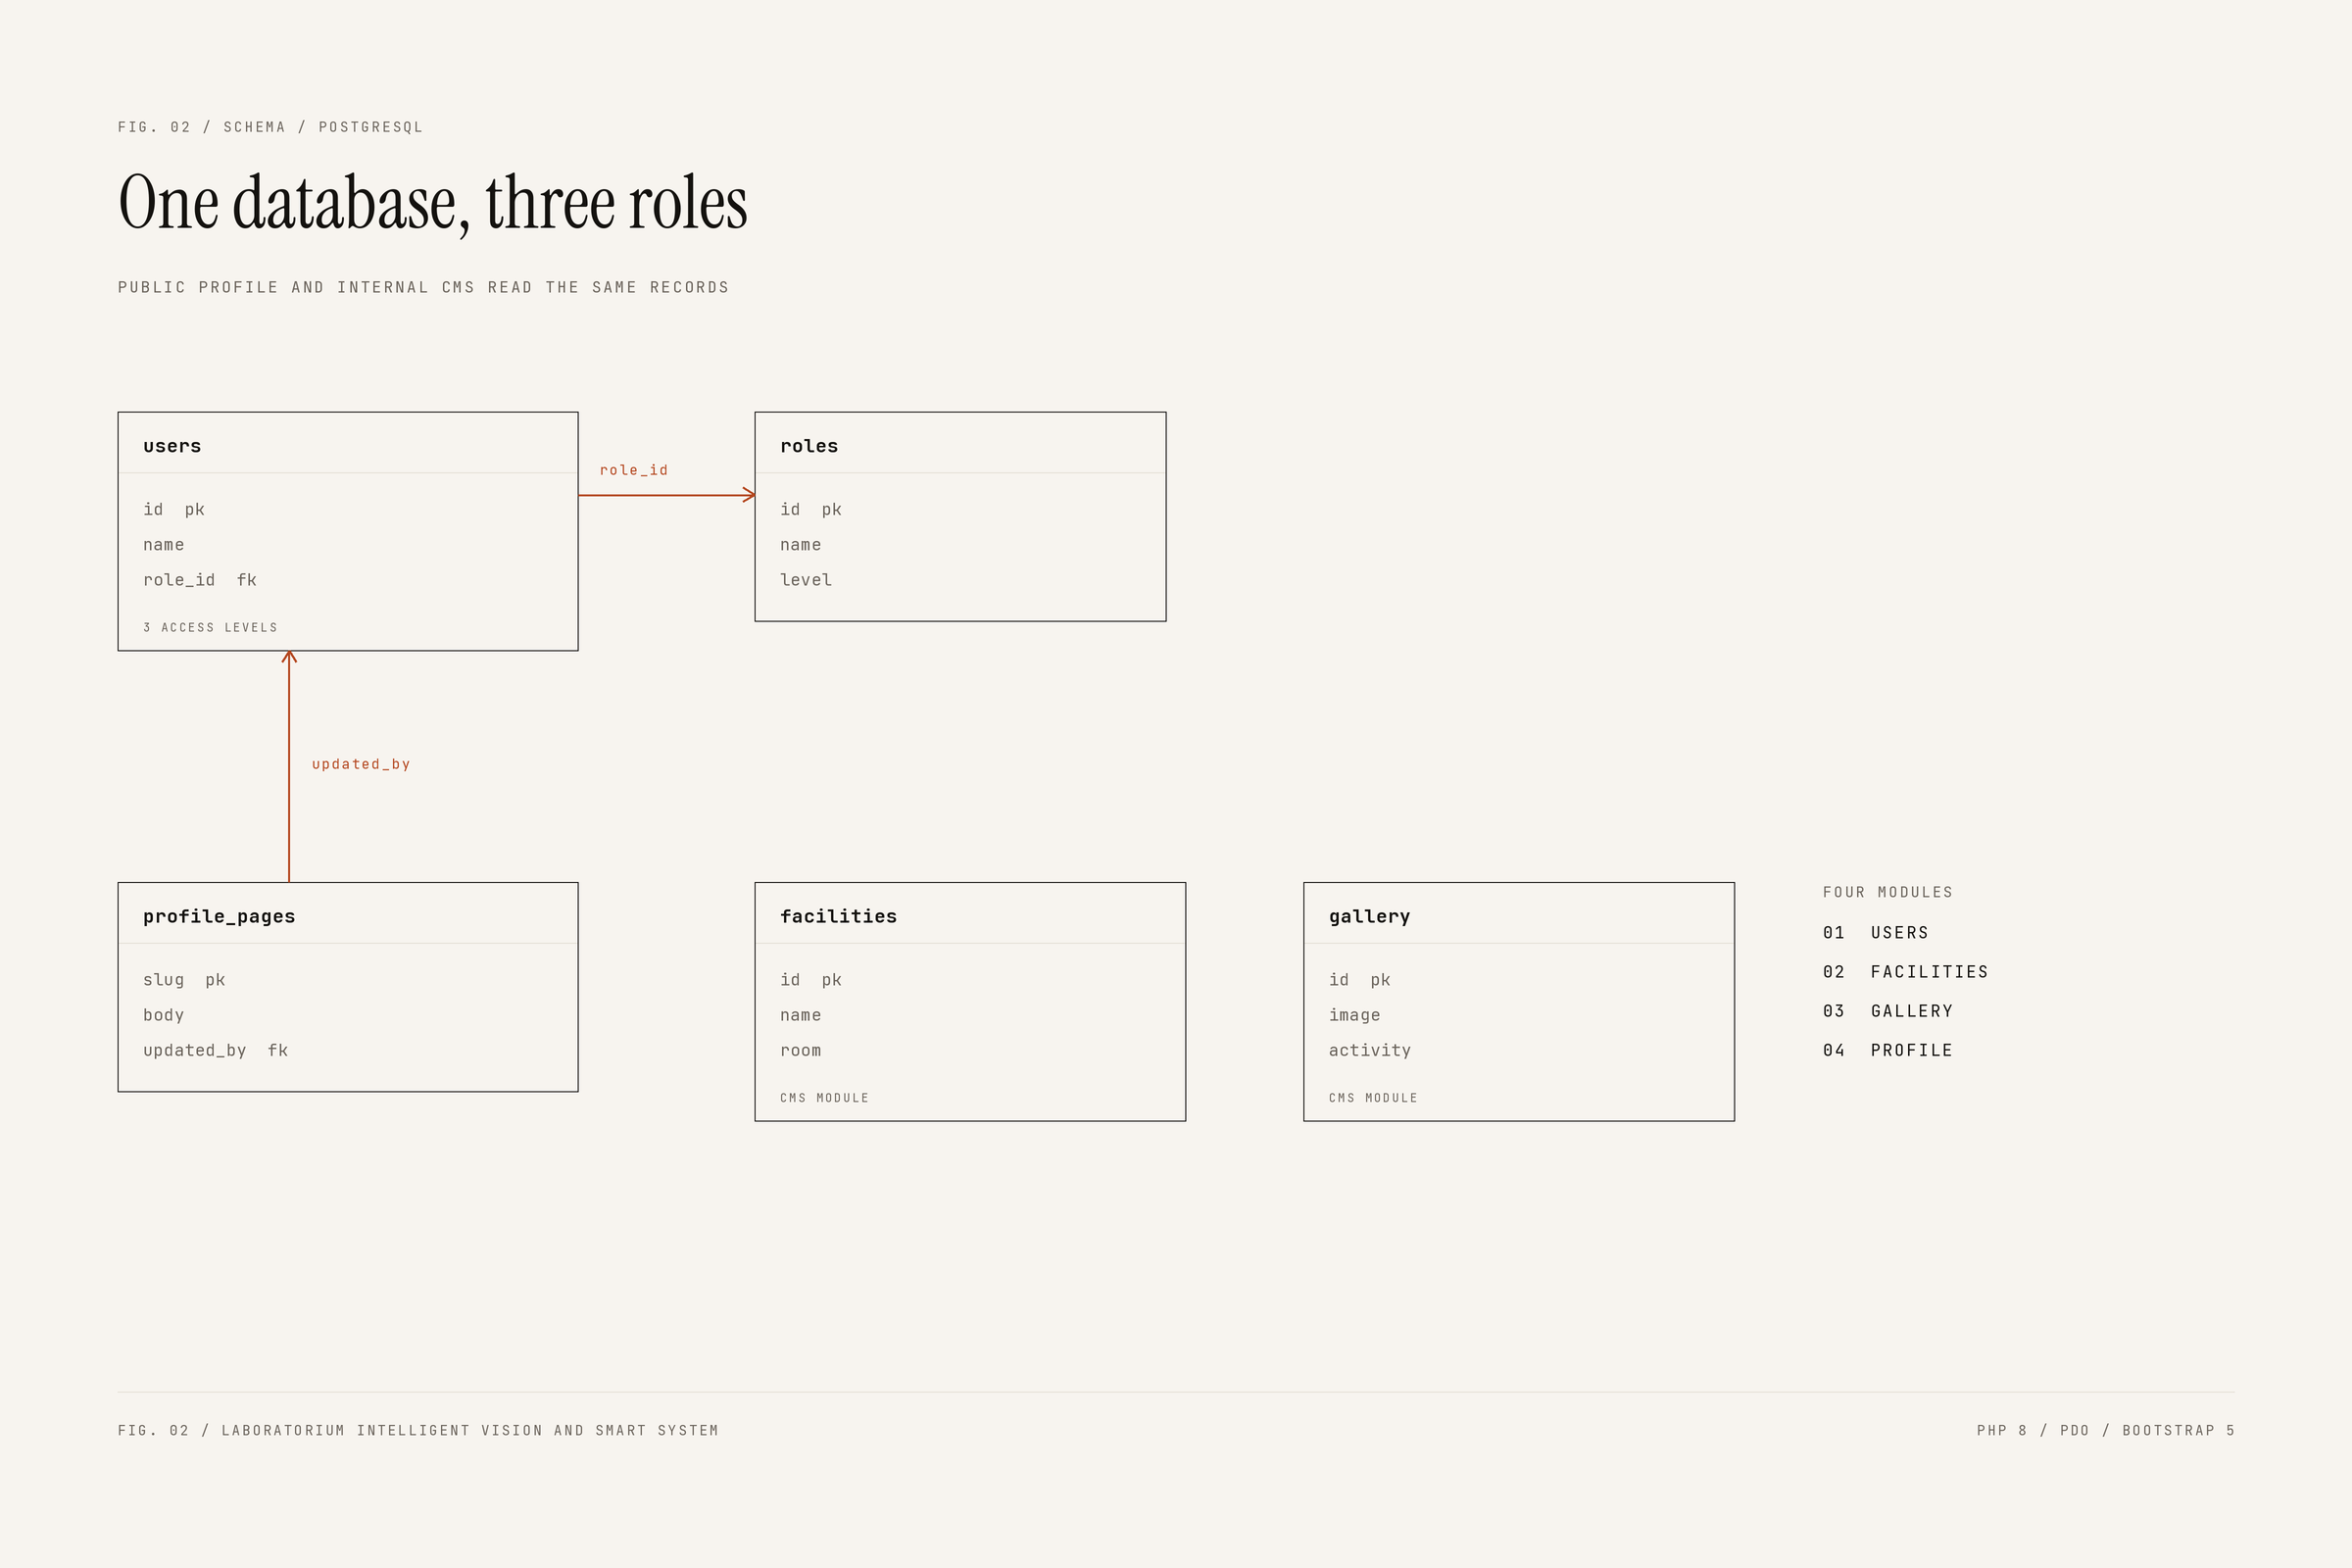 FIG. 02 / SCHEMA / POSTGRESQL
One database, three roles
PUBLIC PROFILE AND INTERNAL CMS READ THE SAME RECORDS
users
id pk
name
role_id fk
3 ACCESS LEVELS
role_id
roles
id pk
name
level
updated_by
profile_pages
slug pk
body
updated_by fk
facilities
id pk
name
room
CMS MODULE
gallery
id pk
image
activity
CMS MODULE
FOUR MODULES
01 USERS
02 FACILITIES
03 GALLERY
04 PROFILE
FIG. 02 / LABORATORIUM INTELLIGENT VISION AND SMART SYSTEM
PHP 8 / PDO / BOOTSTRAP 5